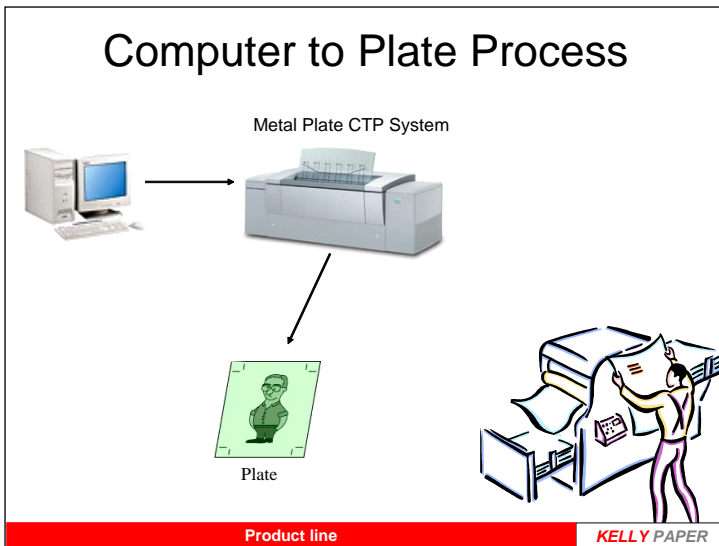 Computer to Plate Process
Metal Plate CTP System
Plate
Product line
KELLY PAPER